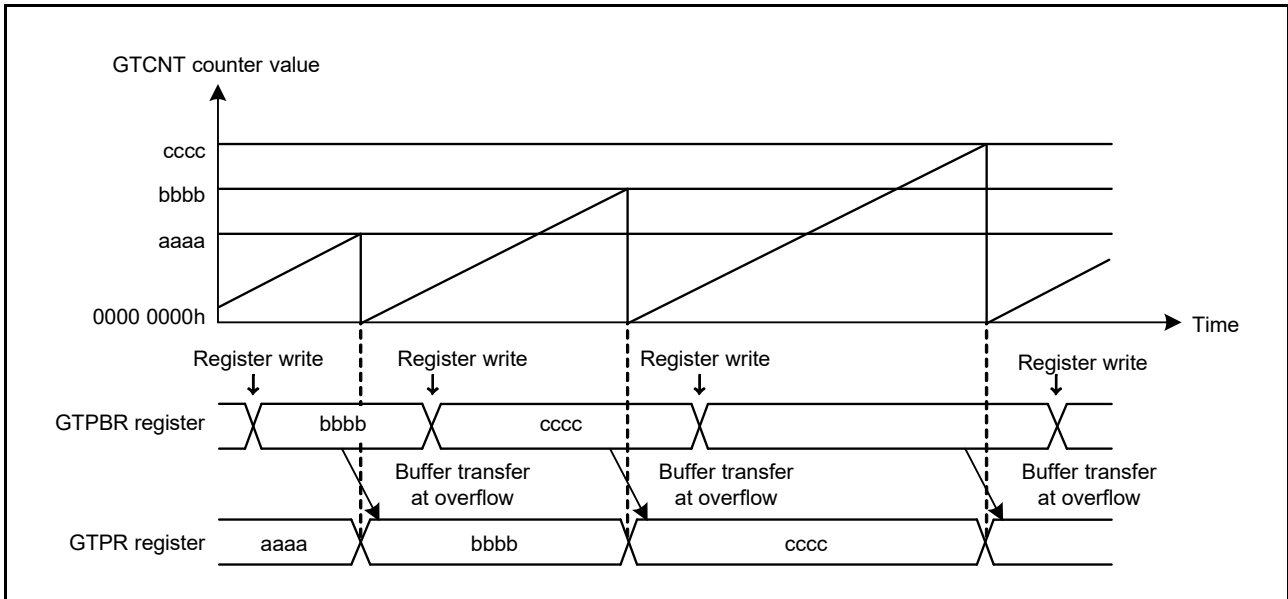 GTCNT counter value
cccc
bbbb
aaaa
0000 0000h
Time
Register write
Register write
Register write
Register write
GTPBR register
bbbb
cccc
Buffer transfer
at overflow
Buffer transfer
at overflow
Buffer transfer
at overflow
GTPR register
aaaa
bbbb
cccc